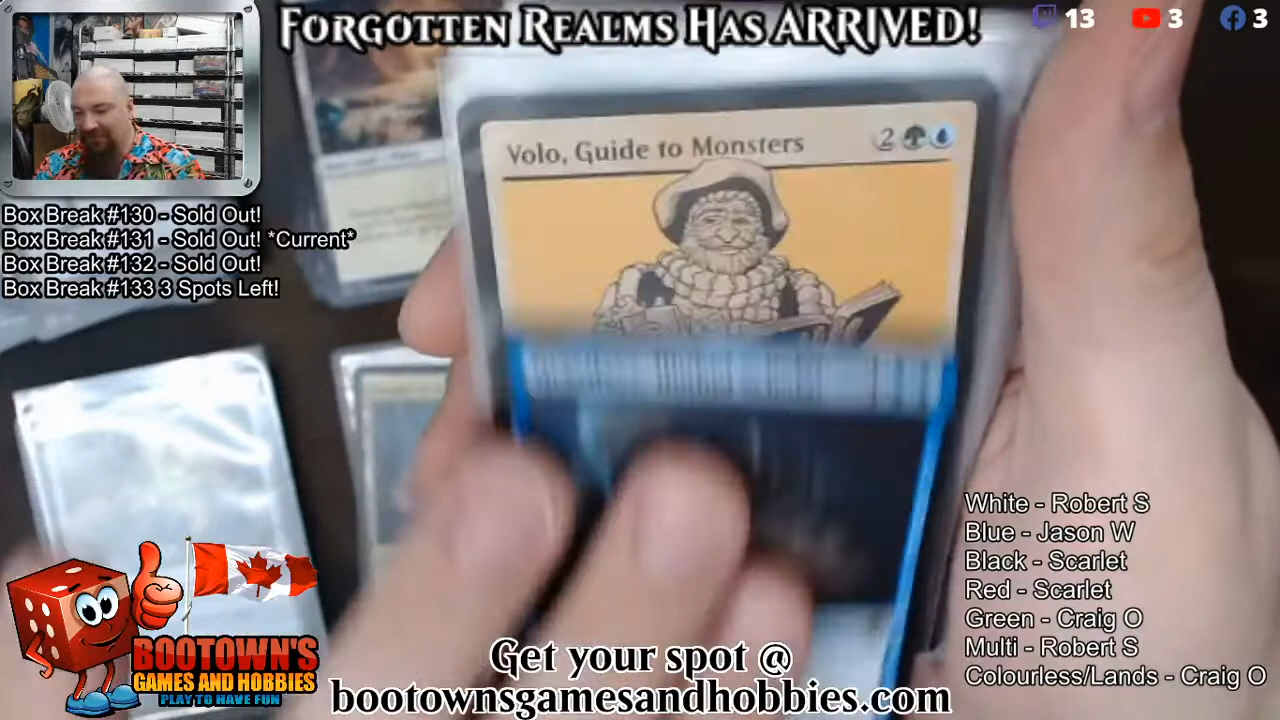 FORGOTTEN REALMS HAS ARRIVED!
13
3
3
Volo, Guide to Monsters 2
Box Break #130 - Sold Out!
Box Break #131 - Sold Out! *Current*
Box Break #132 - Sold Out!
Box Break #133 3 Spots Left!
White - Robert S
Blue - Jason W
Black - Scarlet
Red - Scarlet
Green - Craig O
Multi - Robert S
Colourless/Lands - Craig O
BOOTOWN'S
GAMES AND HOBBIES
PLAY TO HAVE FUN
Get your spot @
bootownsgamesandhobbies.com